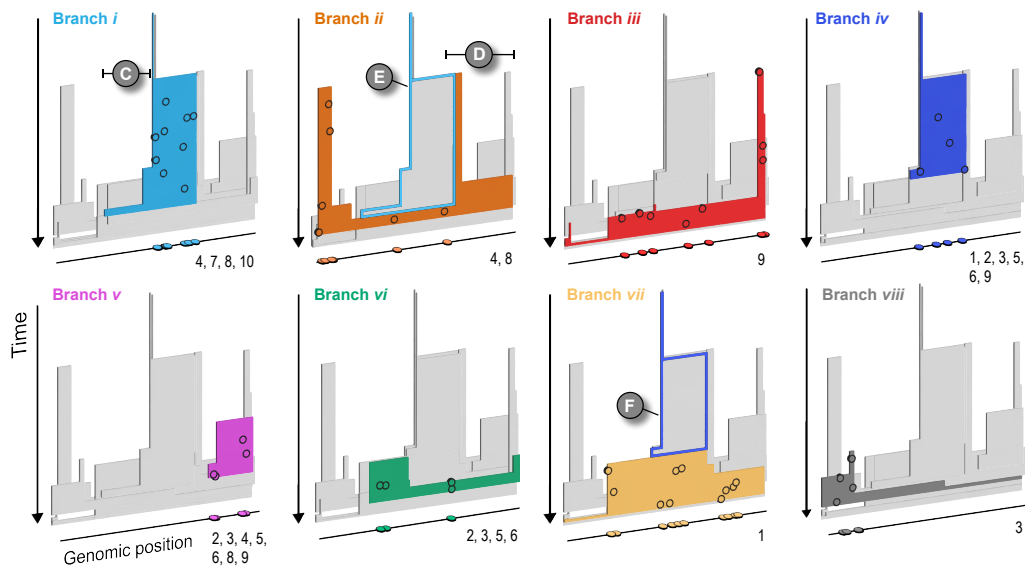 Branch i
Branch ii
Branch iii
Branch iv
C
D
E
4, 7, 8, 10
4, 8
9
1, 2, 3, 5,
6, 9
Branch v
Branch vi
Branch vii
Branch viii
Time
F
Genomic position
2, 3, 4, 5,
6, 8, 9
2, 3, 5, 6
1
3